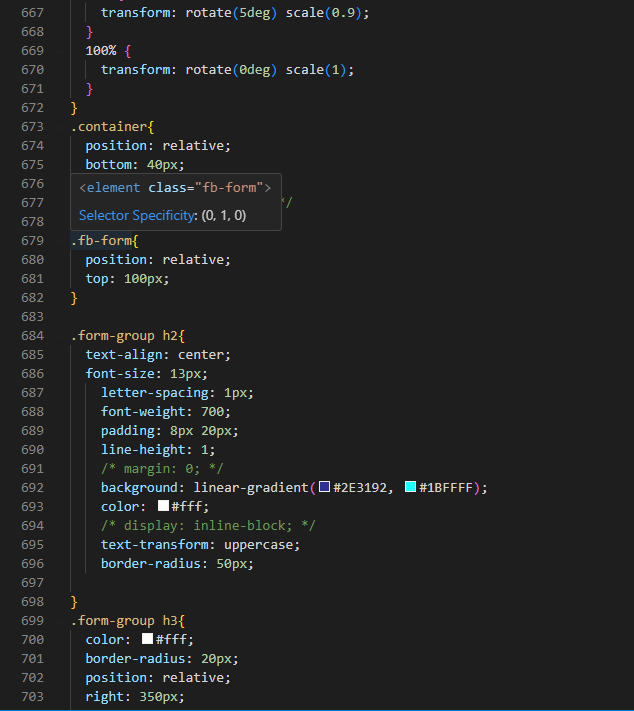 667 transform: rotate(5deg) scale(0.9);
668 }
669 100% {
670 transform: rotate(0deg) scale(1);
671 }
672 }
673 .container{
674 position: relative;
675 bottom: 40px;
676 <element class="fb-form">
677 */
Selector Specificity: (0, 1, 0)
678
679 .fb-form{
680 position: relative;
681 top: 100px;
682 }
683
684 .form-group h2{
685 text-align: center;
686 font-size: 13px;
687 letter-spacing: 1px;
688 font-weight: 700;
689 padding: 8px 20px;
690 line-height: 1;
691 /* margin: 0; */
692 background: linear-gradient(#2E3192, #1BFFFF);
693 color: #fff;
694 /* display: inline-block; */
695 text-transform: uppercase;
696 border-radius: 50px;
697
698 }
699 .form-group h3{
700 color: #fff;
701 border-radius: 20px;
702 position: relative;
703 right: 350px;